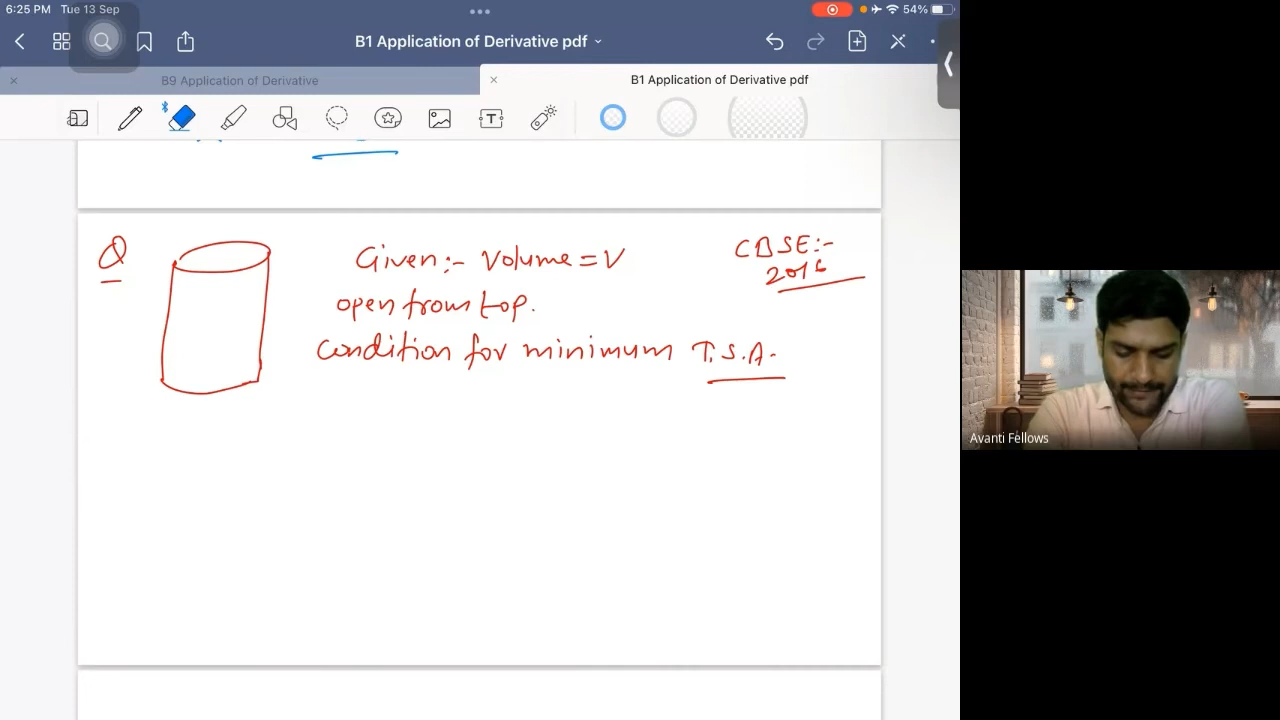 6:25 PM Tue 13 Sep
54%
B1 Application of Derivative pdf
B9 Application of Derivative
B1 Application of Derivative pdf
T
Q
Given:- Volume = V
CBSE:-
2016
open from top.
Condition for minimum T.S.A.
Avanti Fellows